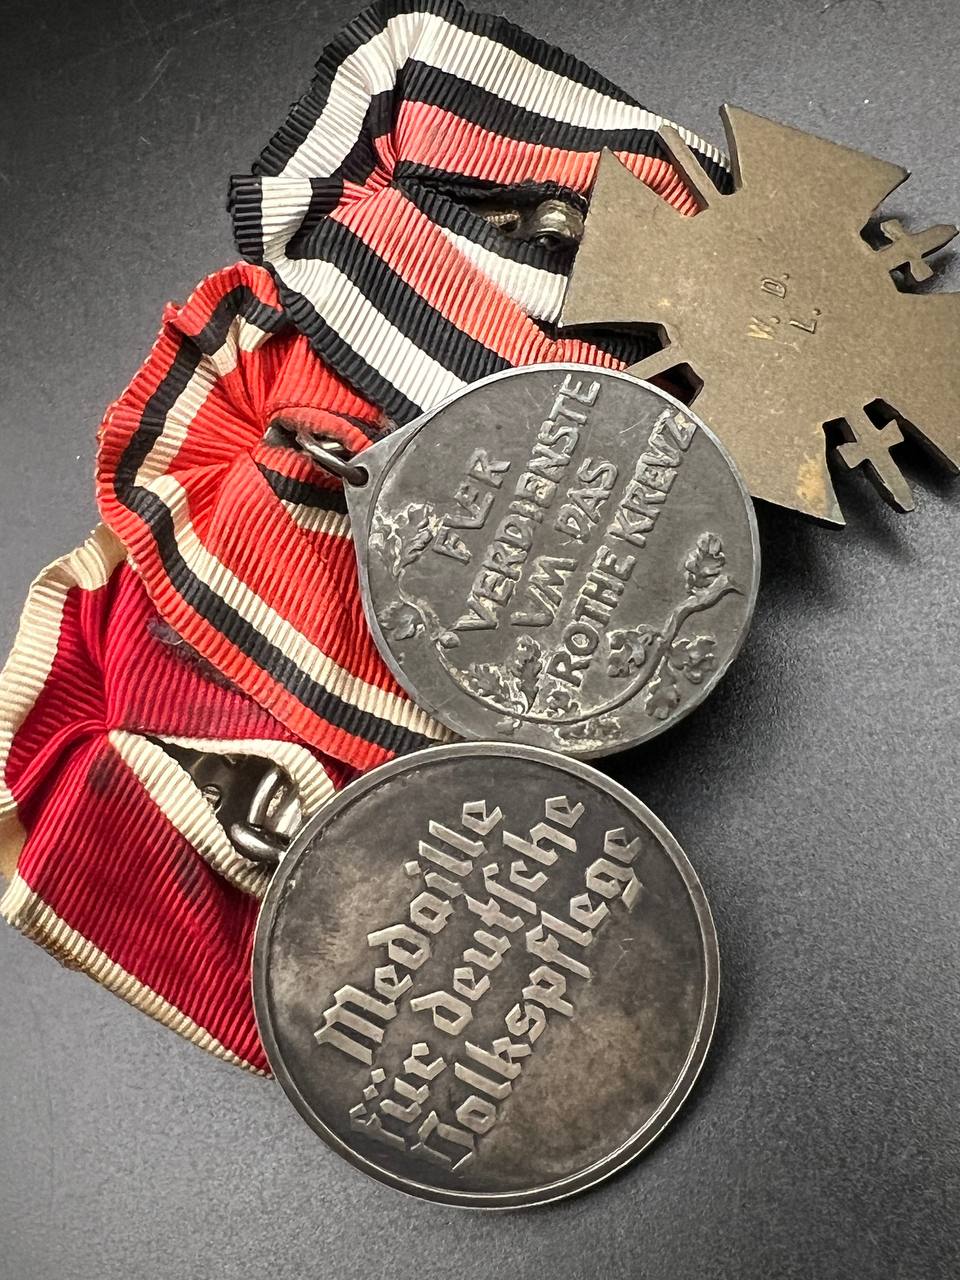 W. D.
L.
FVER
VERDIENSTE
VM DAS
ROTHE KREVZ
Medaille
für deutſche
Volkspflege